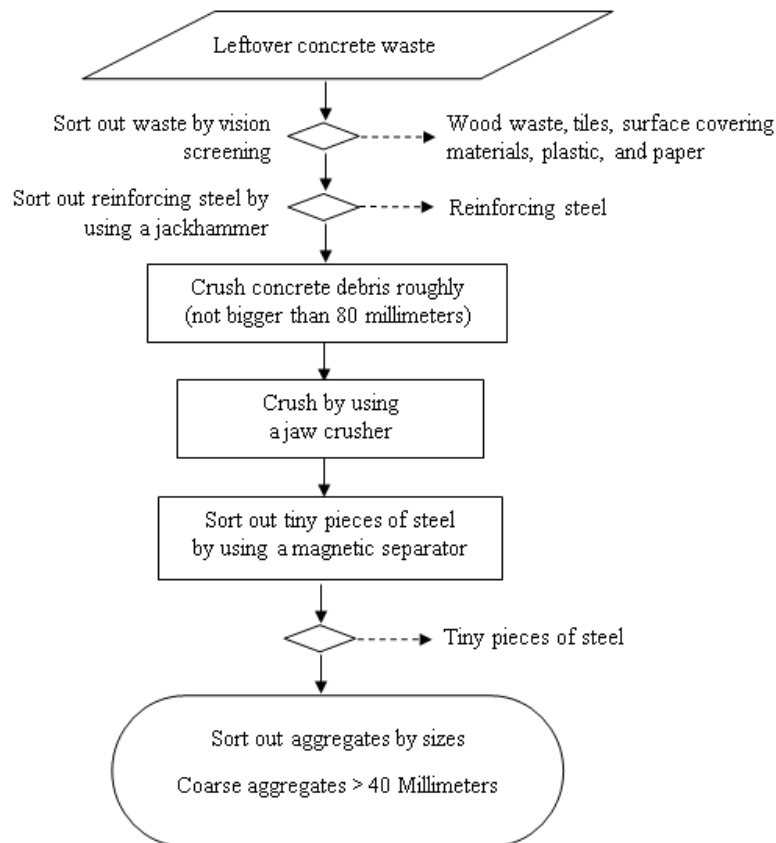 Leftover concrete waste
Sort out waste by vision
screening
Wood waste, tiles, surface covering
materials, plastic, and paper
Sort out reinforcing steel by
using a jackhammer
Reinforcing steel
Crush concrete debris roughly
(not bigger than 80 millimeters)
Crush by using
a jaw crusher
Sort out tiny pieces of steel
by using a magnetic separator
Tiny pieces of steel
Sort out aggregates by sizes
Coarse aggregates > 40 Millimeters